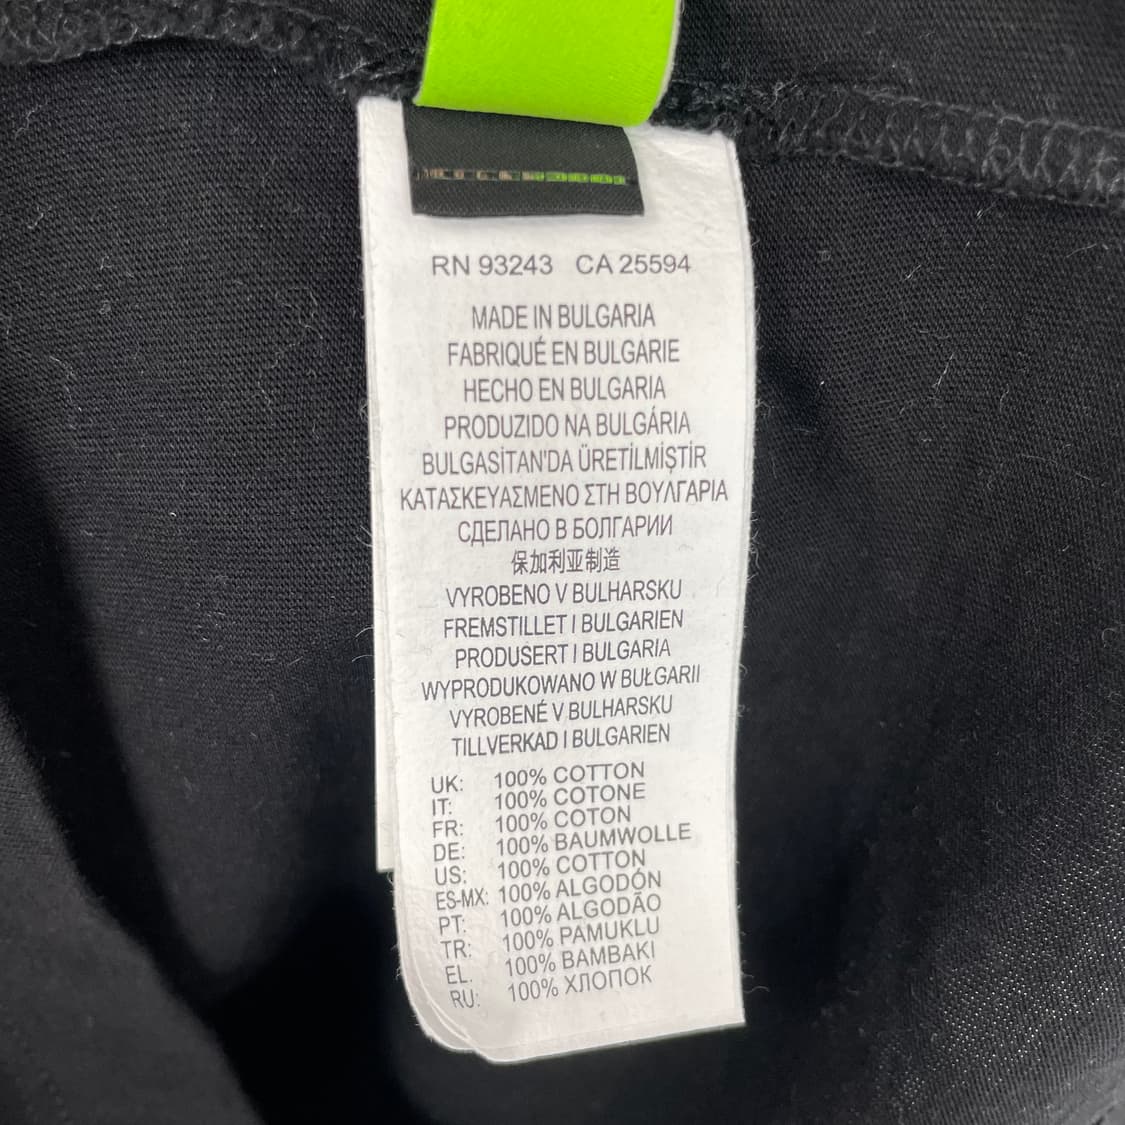 RN 93243 CA 25594
MADE IN BULGARIA
FABRIQUÉ EN BULGARIE
HECHO EN BULGARIA
PRODUZIDO NA BULGÁRIA
BULGASİTAN'DA ÜRETİLMİŞTİR
ΚΑΤΑΣΚΕΥΑΣΜΕΝΟ ΣΤΗ ΒΟΥΛΓΑΡΙΑ
СДЕЛАНО В БОЛГАРИИ
保加利亚制造
VYROBENO V BULHARSKU
FREMSTILLET I BULGARIEN
PRODUSERT I BULGARIA
WYPRODUKOWANO W BUŁGARII
VYROBENÉ V BULHARSKU
TILLVERKAD I BULGARIEN
UK: 100% COTTON
IT: 100% COTONE
FR: 100% COTON
DE: 100% BAUMWOLLE
US: 100% COTTON
ES-MX: 100% ALGODÓN
PT: 100% ALGODÃO
TR: 100% PAMUKLU
EL: 100% ΒΑΜΒΑΚΙ
RU: 100% ХЛОПОК